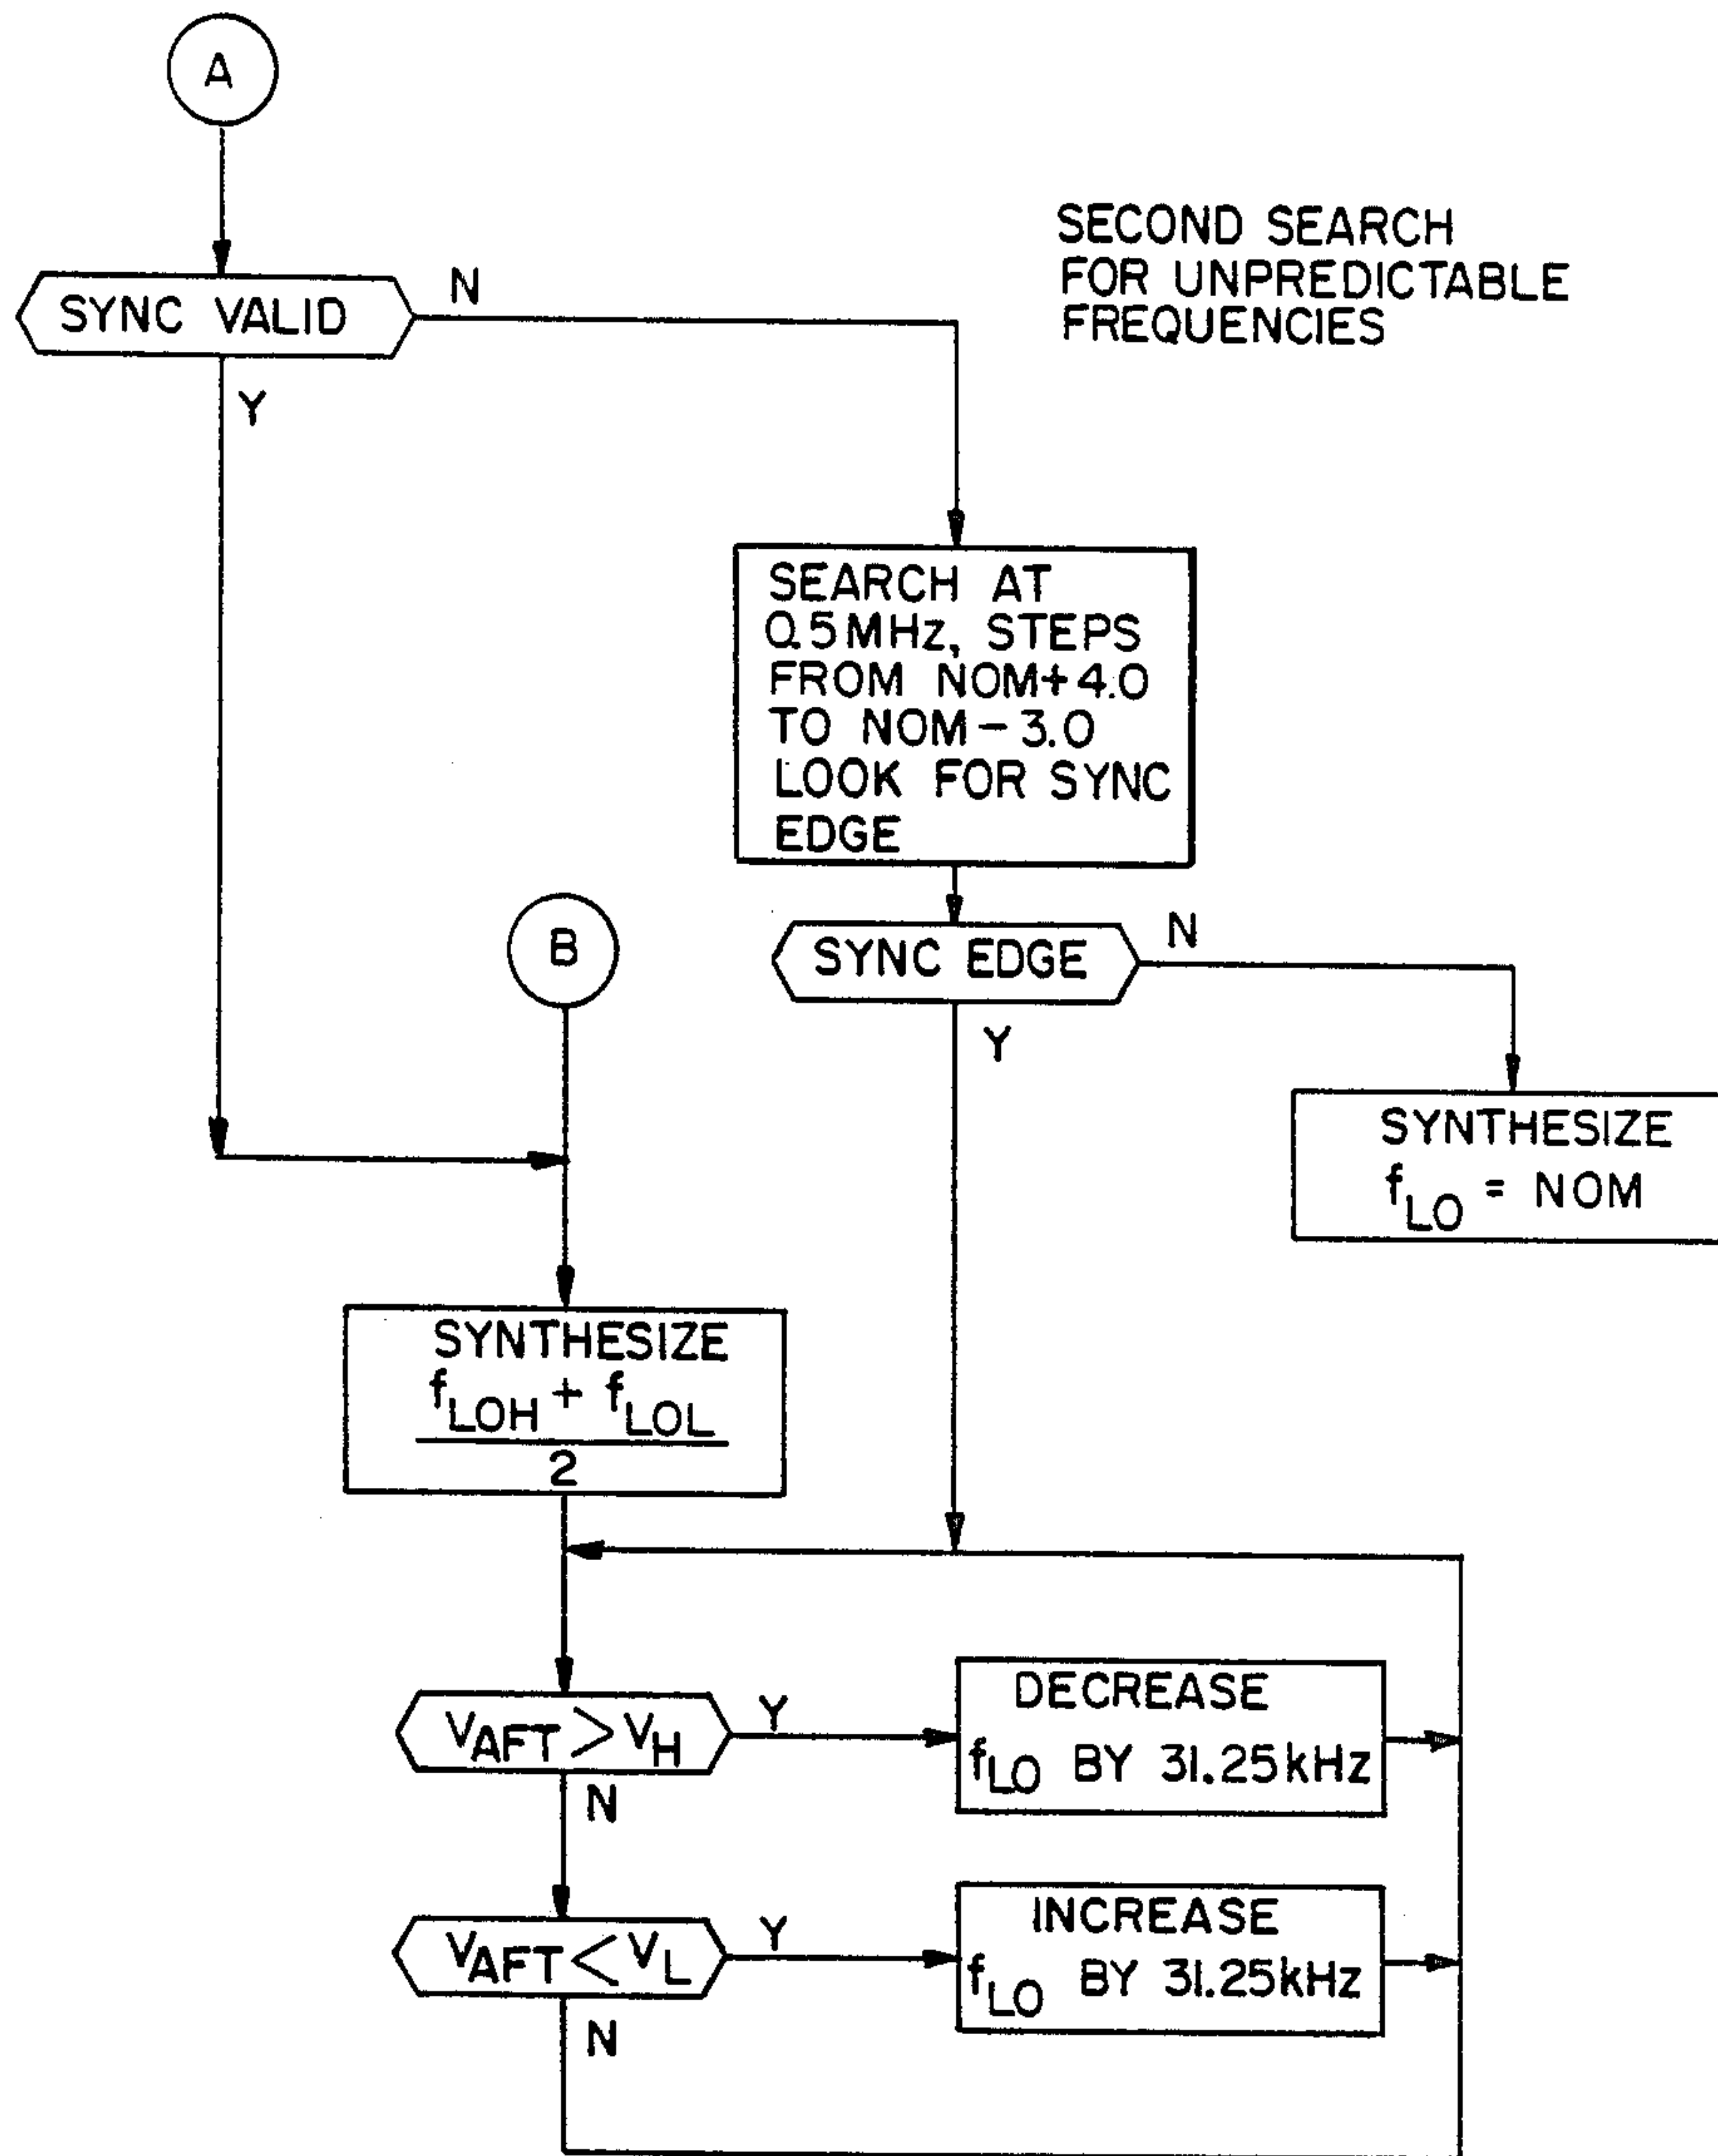 A
SECOND SEARCH
FOR UNPREDICTABLE
FREQUENCIES
SYNC VALID
N
Y
SEARCH AT
0.5MHz, STEPS
FROM NOM+4.0
TO NOM-3.0
LOOK FOR SYNC
EDGE
B
SYNC EDGE
N
Y
SYNTHESIZE
fLO = NOM
SYNTHESIZE
fLOH + fLOL
2
VAFT > VH
Y
N
DECREASE
fLO BY 31.25kHz
VAFT < VL
Y
N
INCREASE
fLO BY 31.25kHz